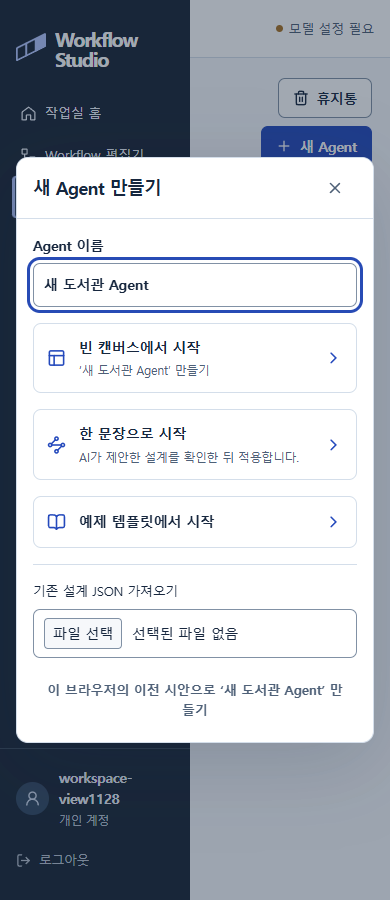 Workflow
Studio
모델 설정 필요
작업실 홈
휴지통
Workflow 편집기
새 Agent
새 Agent 만들기
Agent 이름
새 도서관 Agent
빈 캔버스에서 시작
‘새 도서관 Agent’ 만들기
한 문장으로 시작
AI가 제안한 설계를 확인한 뒤 적용합니다.
예제 템플릿에서 시작
기존 설계 JSON 가져오기
파일 선택 선택된 파일 없음
이 브라우저의 이전 시안으로 ‘새 도서관 Agent’ 만
들기
workspace-
view1128
개인 계정
로그아웃